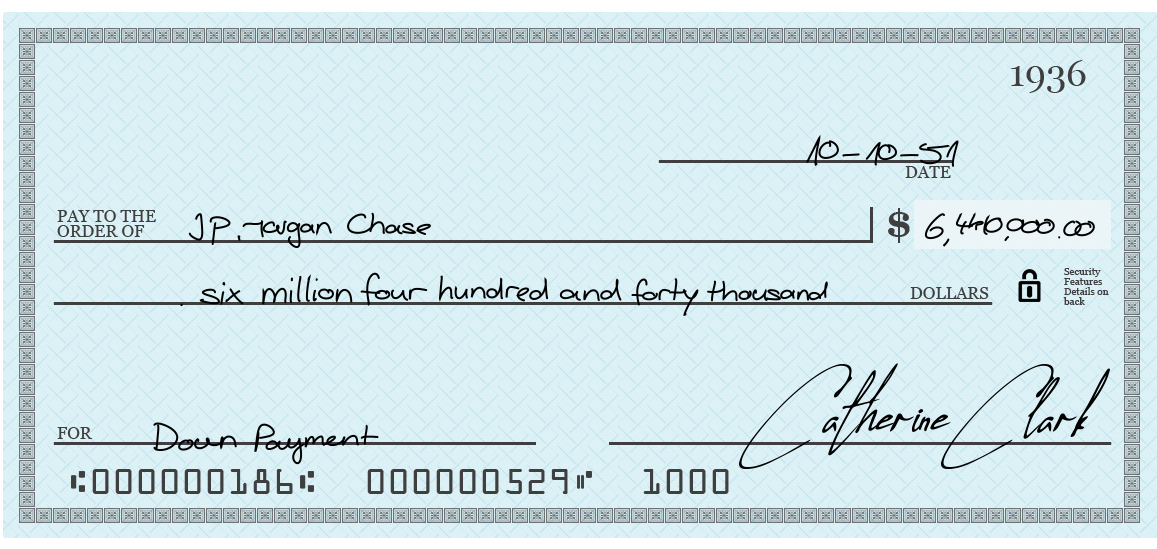 1936
10-10-51
DATE
PAY TO THE
ORDER OF
JP Morgan Chase
$ 6,440,000.00
six million four hundred and forty thousand DOLLARS
Security
Features
Details on
back
FOR Down Payment
Catherine Clark
⑆000000186⑆ 000000529⑈ 1000